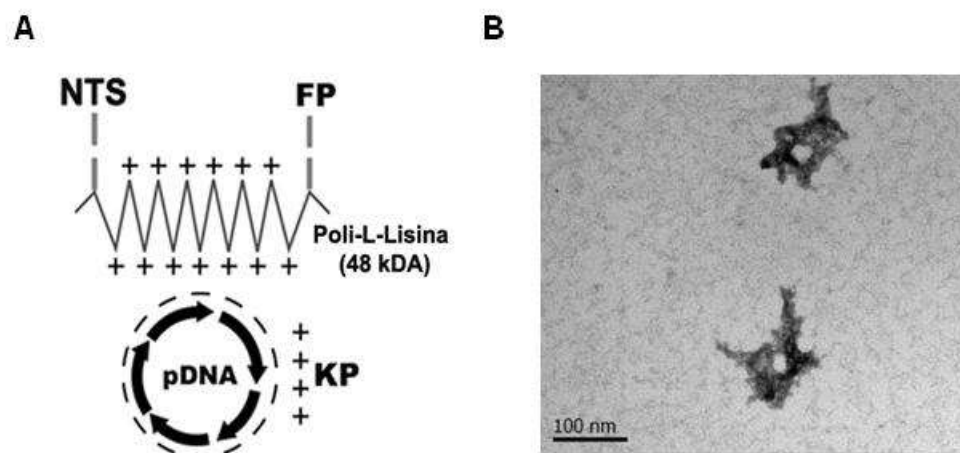 A
B
NTS
FP
+ + + + + +
Poli-L-Lisina
(48 kDA)
+ + + + + + +
pDNA
+
+
+
+
KP
100 nm